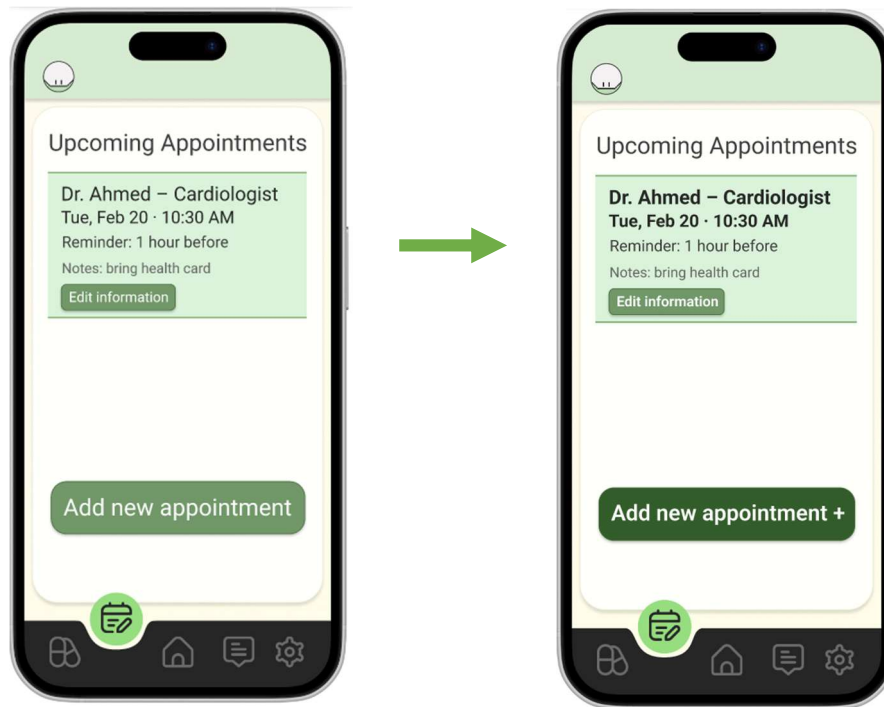 Upcoming Appointments
Dr. Ahmed – Cardiologist
Tue, Feb 20 · 10:30 AM
Reminder: 1 hour before
Notes: bring health card
Edit information
Add new appointment
Upcoming Appointments
Dr. Ahmed – Cardiologist
Tue, Feb 20 · 10:30 AM
Reminder: 1 hour before
Notes: bring health card
Edit information
Add new appointment +